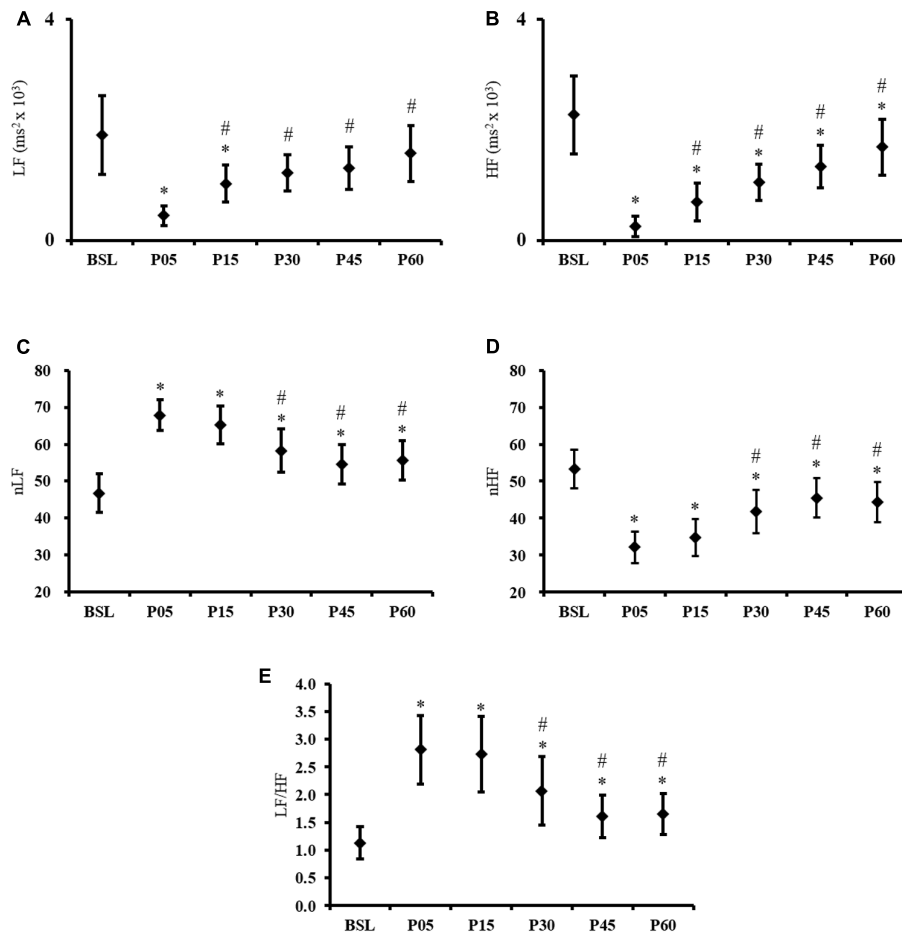 A
4
LF (ms² x 10³)
# # # #
* *
0
BSL P05 P15 P30 P45 P60
B
4
HF (ms² x 10³)
# # # #
* * * * *
0
BSL P05 P15 P30 P45 P60
C
80
70
60
50
40
30
20
nLF
* * # # #
* * *
BSL P05 P15 P30 P45 P60
D
80
70
60
50
40
30
20
nHF
# # #
* * * * *
BSL P05 P15 P30 P45 P60
E
4.0
3.5
3.0
2.5
2.0
1.5
1.0
0.5
0.0
LF/HF
* * # # #
* * *
BSL P05 P15 P30 P45 P60